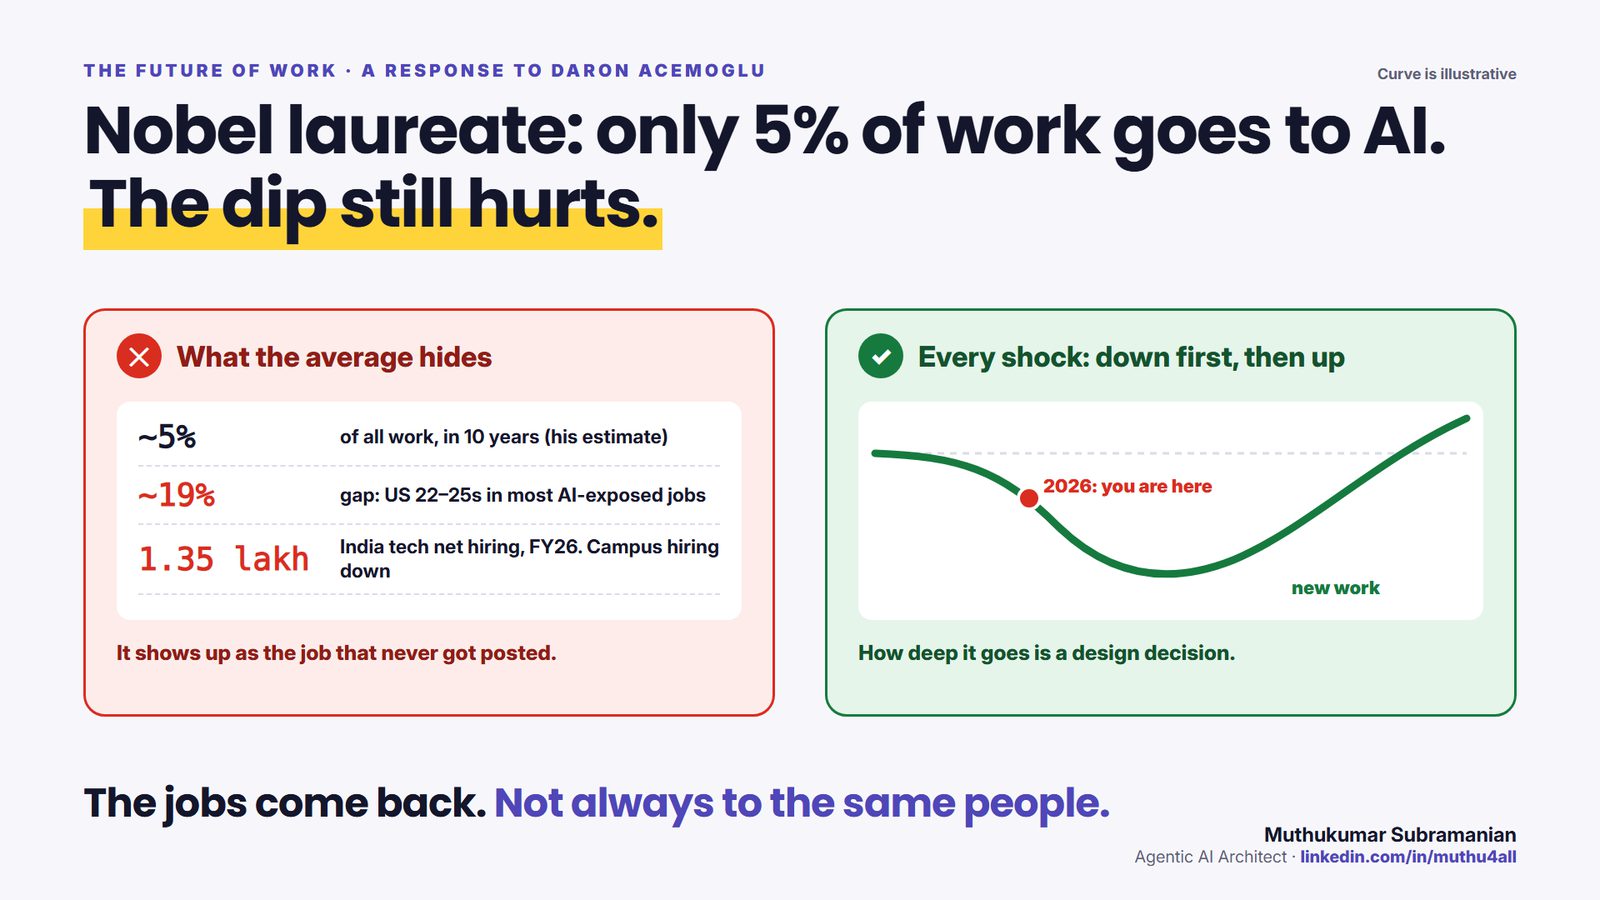 THE FUTURE OF WORK · A RESPONSE TO DARON ACEMOGLU
Curve is illustrative
Nobel laureate: only 5% of work goes to AI.
The dip still hurts.
What the average hides
~5% of all work, in 10 years (his estimate)
~19% gap: US 22–25s in most AI-exposed jobs
1.35 lakh India tech net hiring, FY26. Campus hiring
down
It shows up as the job that never got posted.
Every shock: down first, then up
2026: you are here
new work
How deep it goes is a design decision.
The jobs come back. Not always to the same people.
Muthukumar Subramanian
Agentic AI Architect · linkedin.com/in/muthu4all